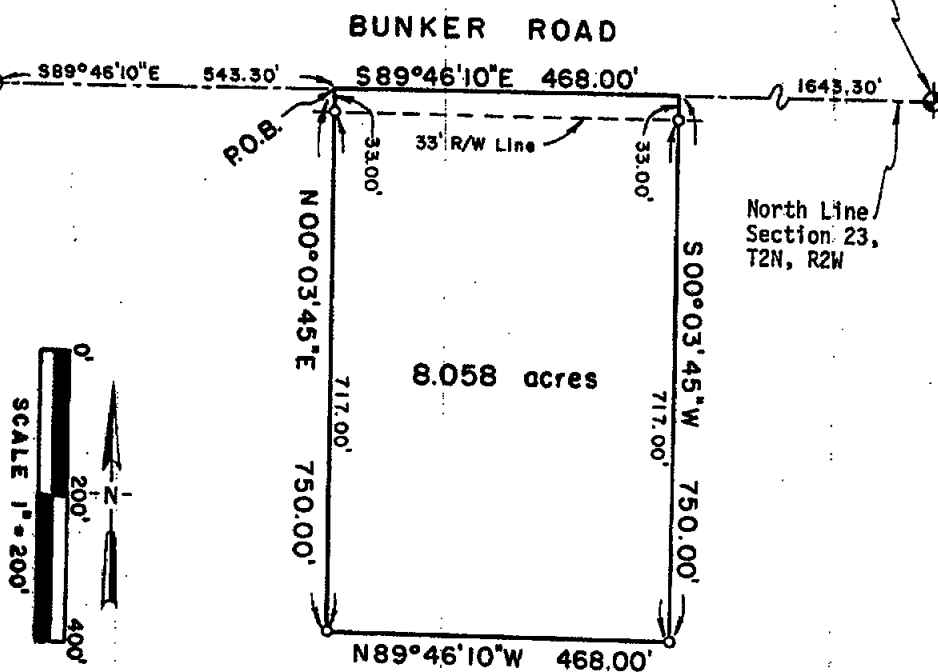 BUNKER ROAD
S89°46'10"E 543.30'
S89°46'10"E 468.00'
1643.30'
P.O.B.
33.00'
33' R/W Line
33.00'
North Line
Section 23,
T2N, R2W
N00°03'45"E
717.00'
750.00'
8.058 acres
S00°03'45"W
717.00'
750.00'
0'
200'
400'
SCALE 1" = 200'
N
N89°46'10"W 468.00'